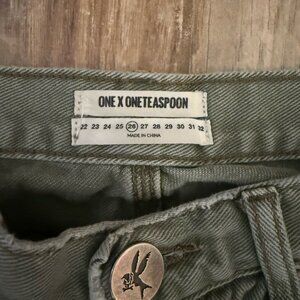 ONE X ONETEASPOON
22 23 24 25 26 27 28 29 30 31 32
MADE IN CHINA